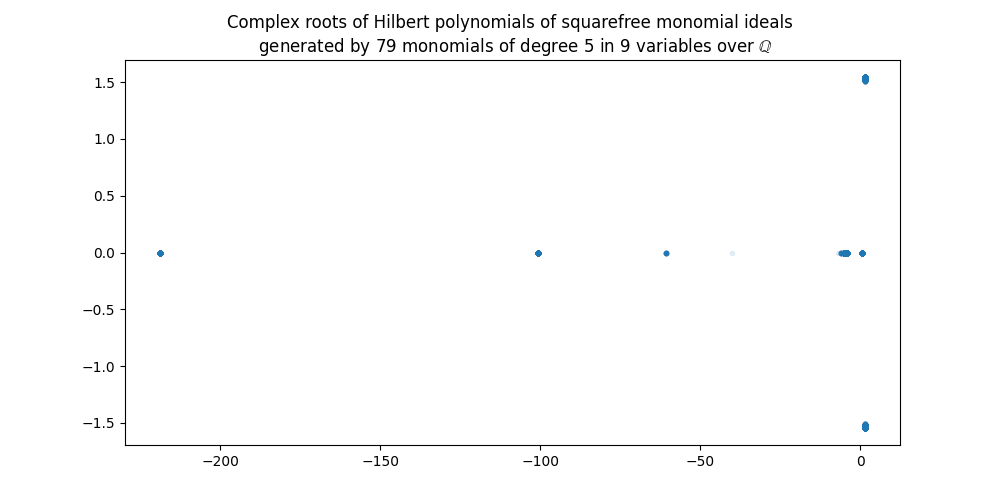 Complex roots of Hilbert polynomials of squarefree monomial ideals
generated by 79 monomials of degree 5 in 9 variables over ℚ
1.5
1.0
0.5
0.0
−0.5
−1.0
−1.5
−200 −150 −100 −50 0